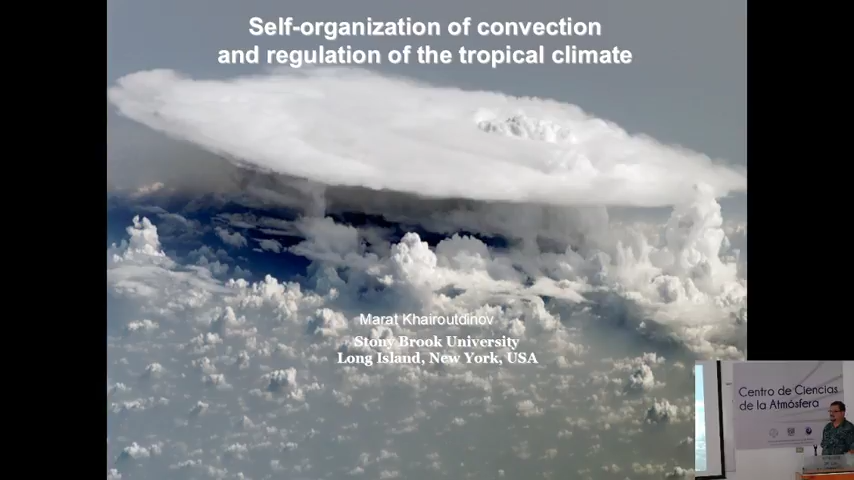 Self-organization of convection
and regulation of the tropical climate
Marat Khairoutdinov
Stony Brook University
Long Island, New York, USA
Centro de Ciencias
de la Atmósfera